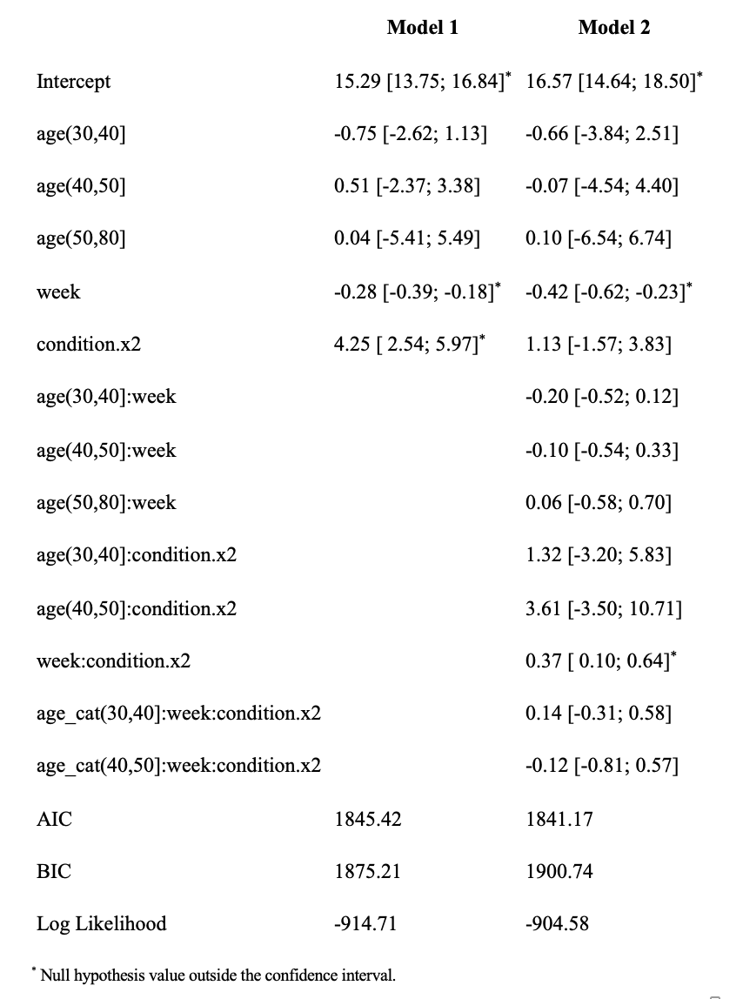 Model 1 Model 2
Intercept 15.29 [13.75; 16.84]* 16.57 [14.64; 18.50]*
age(30,40] -0.75 [-2.62; 1.13] -0.66 [-3.84; 2.51]
age(40,50] 0.51 [-2.37; 3.38] -0.07 [-4.54; 4.40]
age(50,80] 0.04 [-5.41; 5.49] 0.10 [-6.54; 6.74]
week -0.28 [-0.39; -0.18]* -0.42 [-0.62; -0.23]*
condition.x2 4.25 [ 2.54; 5.97]* 1.13 [-1.57; 3.83]
age(30,40]:week -0.20 [-0.52; 0.12]
age(40,50]:week -0.10 [-0.54; 0.33]
age(50,80]:week 0.06 [-0.58; 0.70]
age(30,40]:condition.x2 1.32 [-3.20; 5.83]
age(40,50]:condition.x2 3.61 [-3.50; 10.71]
week:condition.x2 0.37 [ 0.10; 0.64]*
age_cat(30,40]:week:condition.x2 0.14 [-0.31; 0.58]
age_cat(40,50]:week:condition.x2 -0.12 [-0.81; 0.57]
AIC 1845.42 1841.17
BIC 1875.21 1900.74
Log Likelihood -914.71 -904.58
* Null hypothesis value outside the confidence interval.